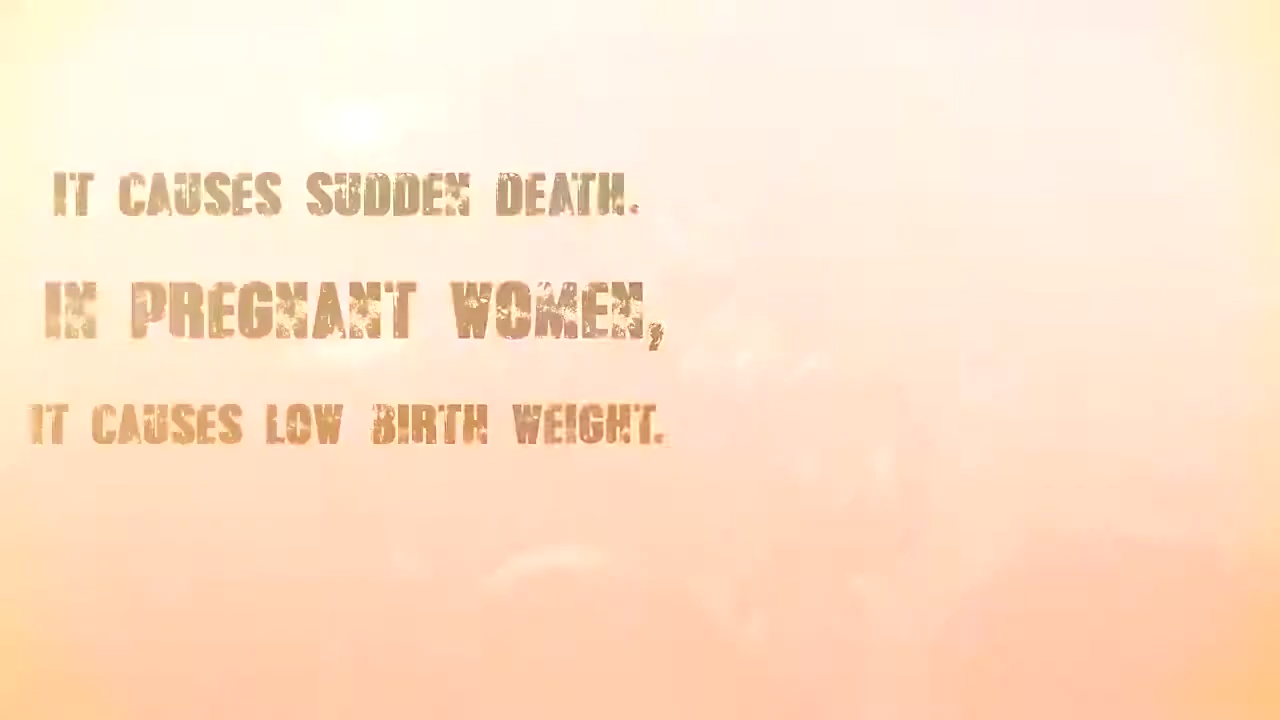 IT CAUSES SUDDEN DEATH.
IN PREGNANT WOMEN,
IT CAUSES LOW BIRTH WEIGHT.